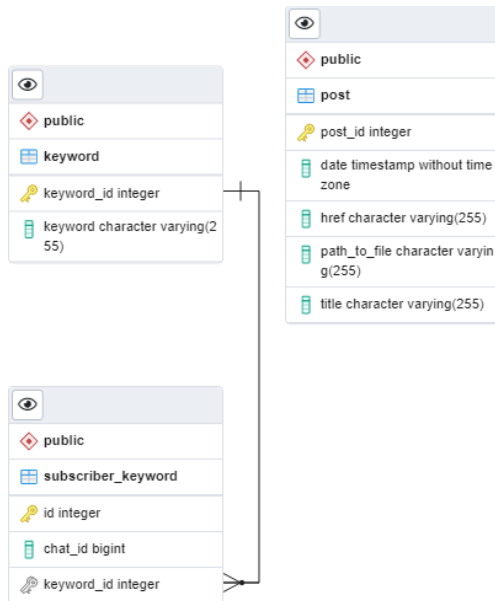 public
keyword
keyword_id integer
keyword character varying(2
55)
public
post
post_id integer
date timestamp without time
zone
href character varying(255)
path_to_file character varyin
g(255)
title character varying(255)
public
subscriber_keyword
id integer
chat_id bigint
keyword_id integer